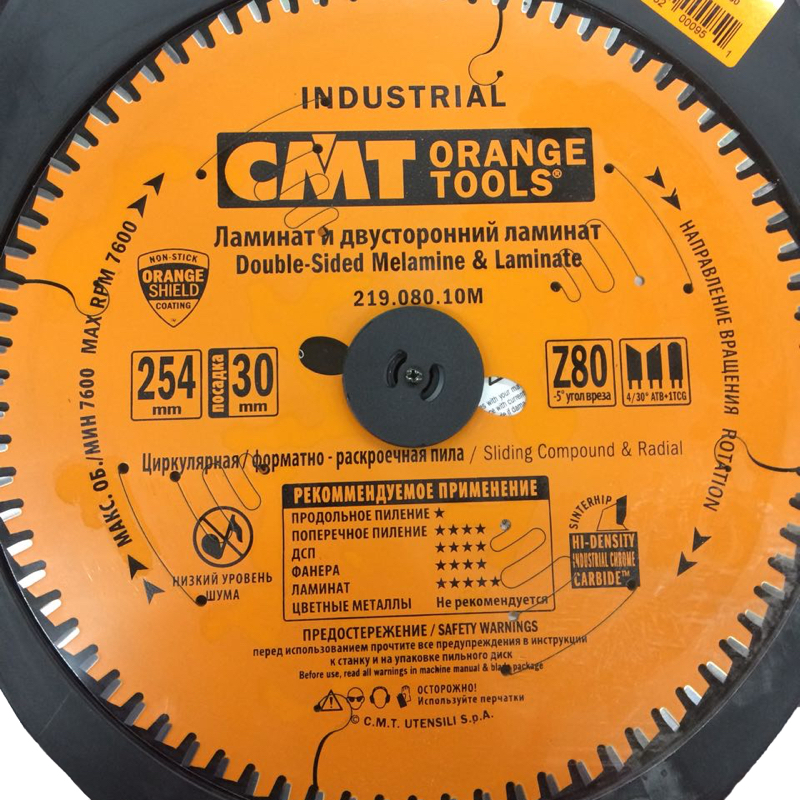 00095 1
INDUSTRIAL
CMT ORANGE TOOLS®
Ламинат и двусторонний ламинат
Double-Sided Melamine & Laminate
219.080.10M
NON-STICK
ORANGE
SHIELD
COATING
МАКС. ОБ./МИН 7600 MAX RPM 7600
НАПРАВЛЕНИЕ ВРАЩЕНИЯ ROTATION
254
mm
посадка
30
mm
Z80
-5° угол вреза
4/30° ATB+1TCG
Циркулярная/форматно - раскроечная пила / Sliding Compound & Radial
РЕКОММЕНДУЕМОЕ ПРИМЕНЕНИЕ
ПРОДОЛЬНОЕ ПИЛЕНИЕ ★
ПОПЕРЕЧНОЕ ПИЛЕНИЕ ★★★★
ДСП ★★★★
ФАНЕРА ★★★★
ЛАМИНАТ ★★★★★
ЦВЕТНЫЕ МЕТАЛЛЫ Не рекомендуется
НИЗКИЙ УРОВЕНЬ
ШУМА
SINTERHIP
HI-DENSITY
INDUSTRIAL CHROME
CARBIDE™
ПРЕДОСТЕРЕЖЕНИЕ / SAFETY WARNINGS
перед использованием прочтите все предупреждения в инструкции
к станку и на упаковке пильного диск
Before use, read all warnings in machine manual & blade package
ОСТОРОЖНО!
Используйте перчатки
© C.M.T. UTENSILI S.p.A.